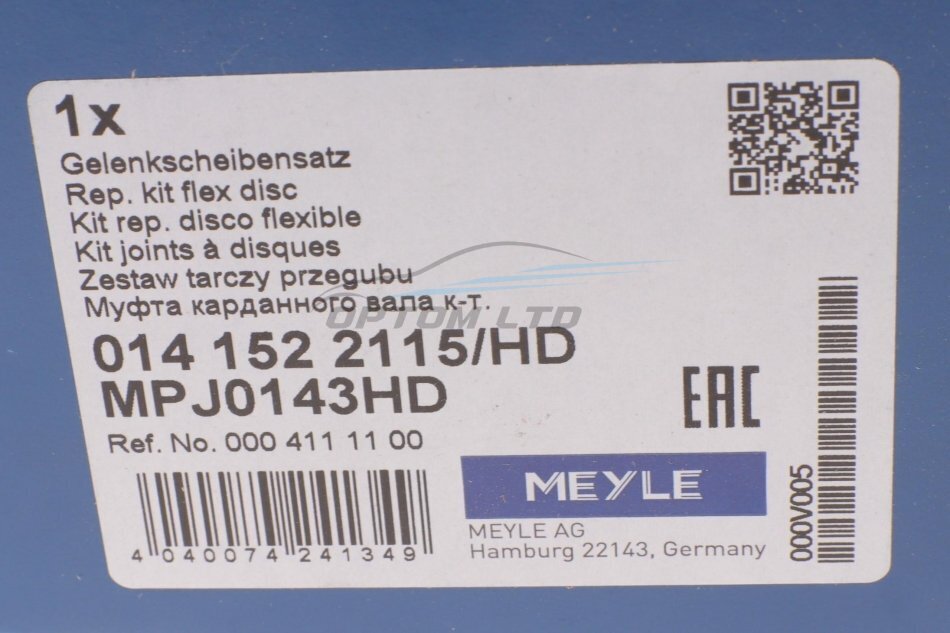 1x
Gelenkscheibensatz
Rep. kit flex disc
Kit rep. disco flexible
Kit joints à disques
Zestaw tarczy przegubu
Муфта карданного вала к-т.
OPTOM LTD
014 152 2115/HD
MPJ0143HD
EAC
Ref. No. 000 411 11 00
MEYLE
MEYLE AG
Hamburg 22143, Germany
4 040074 241349
000V005